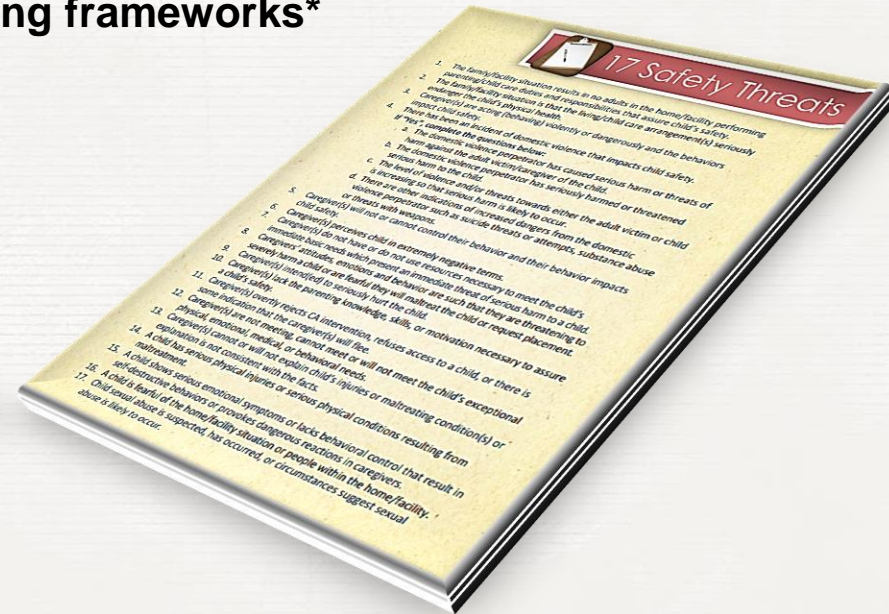 ng frameworks*
17 Safety Threats
1. The family/facility situation results in no adults in the home/facility performing
parenting/child care duties and responsibilities that assure child's safety.
2. The family/facility situation is that the living/child care arrangement(s) seriously
endanger the child's physical health.
3. Caregiver(s) are acting (behaving) violently or dangerously and the behaviors
impact child safety.
4. There has been an incident of domestic violence that impacts child safety.
If "Yes", complete the questions below:
a. The domestic violence perpetrator has caused serious harm or threats of
harm against the adult victim/caregiver of the child.
b. The domestic violence perpetrator has seriously harmed or threatened
serious harm to the child.
c. The level of violence and/or threats towards either the adult victim or child
is increasing so that serious harm is likely to occur.
d. There are other indications of increased dangers from the domestic
violence perpetrator such as suicide threats or attempts, substance abuse
or threats with weapons.
5. Caregiver(s) will not or cannot control their behavior and their behavior impacts
child safety.
6. Caregiver(s) perceives child in extremely negative terms.
7. Caregiver(s) do not have or do not use resources necessary to meet the child's
immediate basic needs which present an immediate threat of serious harm to a child.
8. Caregivers' attitudes, emotions and behavior are such that they are threatening to
severely harm a child or are fearful they will maltreat the child or request placement.
9. Caregiver(s) intend(ed) to seriously hurt the child.
10. Caregiver(s) lack the parenting knowledge, skills, or motivation necessary to assure
a child's safety.
11. Caregiver(s) overtly rejects CA intervention, refuses access to a child, or there is
some indication that the caregiver(s) will flee.
12. Caregiver(s) are not meeting, cannot meet or will not meet the child's exceptional
physical, emotional, medical, or behavioral needs.
13. Caregiver(s) cannot or will not explain child's injuries or maltreating condition(s) or
explanation is not consistent with the facts.
14. A child has serious physical injuries or serious physical conditions resulting from
maltreatment.
15. A child shows serious emotional symptoms or lacks behavioral control that result in
self-destructive behaviors or provokes dangerous reactions in caregivers.
16. A child is fearful of the home/facility situation or people within the home/facility.
17. Child sexual abuse is suspected, has occurred, or circumstances suggest sexual
abuse is likely to occur.